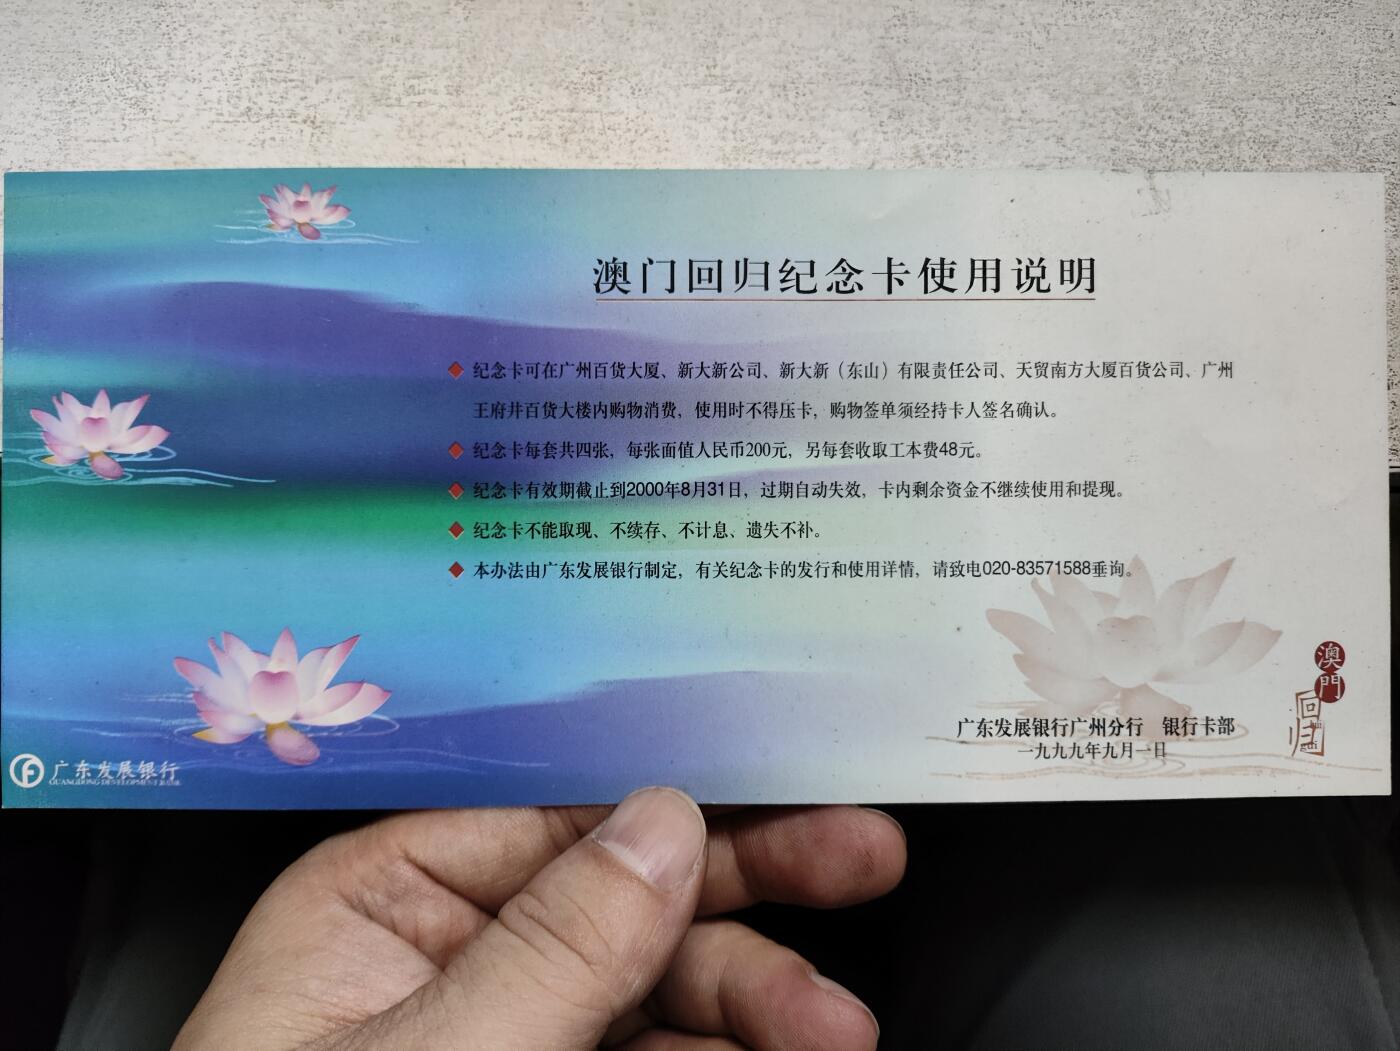 澳门回归纪念卡使用说明
纪念卡可在广州百货大厦、新大新公司、新大新（东山）有限责任公司、天贸南方大厦百货公司、广州
王府井百货大楼内购物消费，使用时不得压卡，购物签单须经持卡人签名确认。
纪念卡每套共四张，每张面值人民币200元，另每套收取工本费48元。
纪念卡有效期截止到2000年8月31日，过期自动失效，卡内剩余资金不继续使用和提现。
纪念卡不能取现、不续存、不计息、遗失不补。
本办法由广东发展银行制定，有关纪念卡的发行和使用详情，请致电020-83571588垂询。
广东发展银行广州分行 银行卡部
一九九九年九月一日
澳門
回归
广东发展银行
GUANGDONG DEVELOPMENT BANK